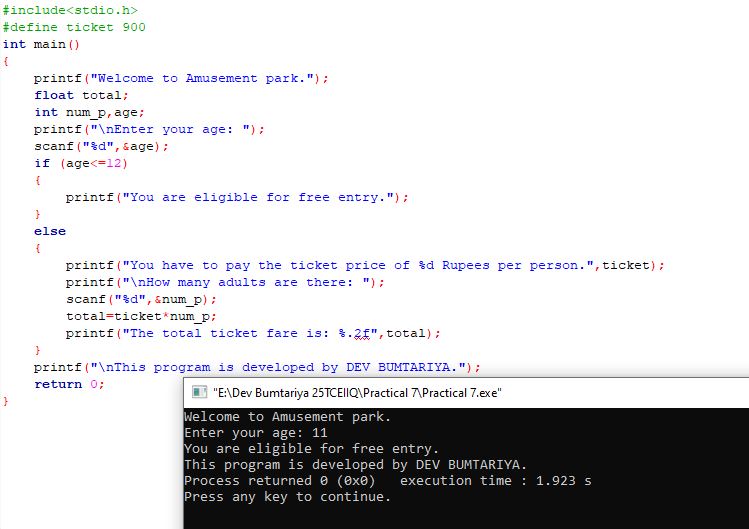 #include<stdio.h>
#define ticket 900
int main()
{
    printf("Welcome to Amusement park.");
    float total;
    int num_p,age;
    printf("\nEnter your age: ");
    scanf("%d",&age);
    if (age<=12)
    {
        printf("You are eligible for free entry.");
    }
    else
    {
        printf("You have to pay the ticket price of %d Rupees per person.",ticket);
        printf("\nHow many adults are there: ");
        scanf("%d",&num_p);
        total=ticket*num_p;
        printf("The total ticket fare is: %.2f",total);
    }
    printf("\nThis program is developed by DEV BUMTARIYA.");
    return 0;
}
"E:\Dev Bumtariya 25TCEIIQ\Practical 7\Practical 7.exe"
Welcome to Amusement park.
Enter your age: 11
You are eligible for free entry.
This program is developed by DEV BUMTARIYA.
Process returned 0 (0x0)   execution time : 1.923 s
Press any key to continue.